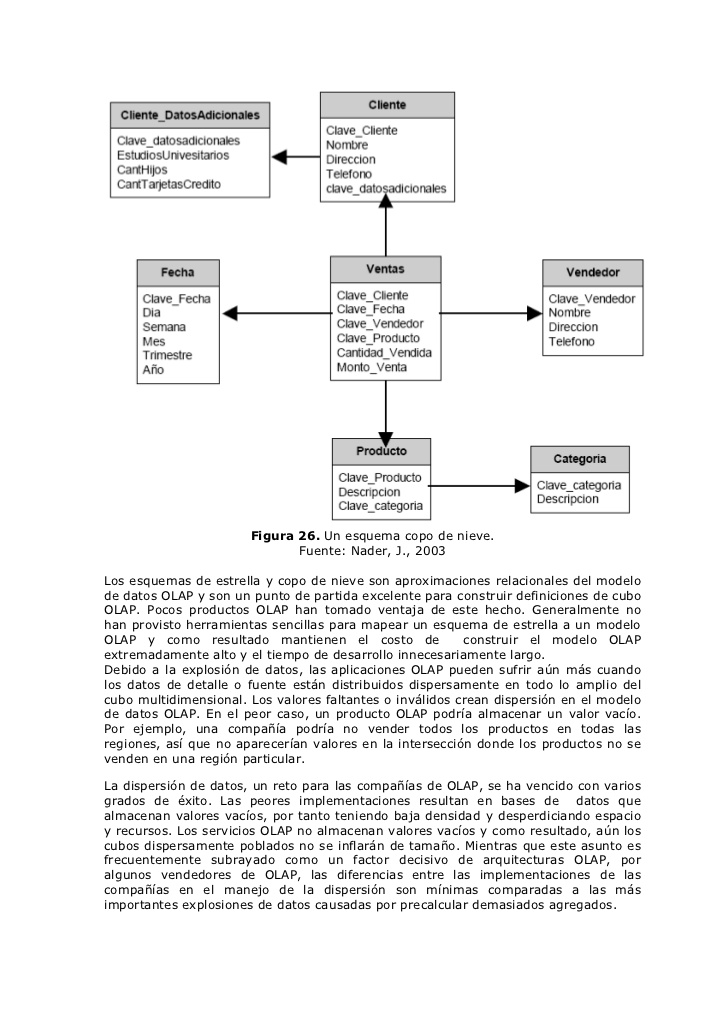 Cliente_DatosAdicionales
Clave_datosadicionales
EstudiosUnivesitarios
CantHijos
CantTarjetasCredito
Cliente
Clave_Cliente
Nombre
Direccion
Telefono
clave_datosadicionales
Fecha
Clave_Fecha
Dia
Semana
Mes
Trimestre
Año
Ventas
Clave_Cliente
Clave_Fecha
Clave_Vendedor
Clave_Producto
Cantidad_Vendida
Monto_Venta
Vendedor
Clave_Vendedor
Nombre
Direccion
Telefono
Producto
Clave_Producto
Descripcion
Clave_categoria
Categoria
Clave_categoria
Descripcion
Figura 26. Un esquema copo de nieve.
Fuente: Nader, J., 2003
Los esquemas de estrella y copo de nieve son aproximaciones relacionales del modelo
de datos OLAP y son un punto de partida excelente para construir definiciones de cubo
OLAP. Pocos productos OLAP han tomado ventaja de este hecho. Generalmente no
han provisto herramientas sencillas para mapear un esquema de estrella a un modelo
OLAP y como resultado mantienen el costo de construir el modelo OLAP
extremadamente alto y el tiempo de desarrollo innecesariamente largo.
Debido a la explosión de datos, las aplicaciones OLAP pueden sufrir aún más cuando
los datos de detalle o fuente están distribuidos dispersamente en todo lo amplio del
cubo multidimensional. Los valores faltantes o inválidos crean dispersión en el modelo
de datos OLAP. En el peor caso, un producto OLAP podría almacenar un valor vacío.
Por ejemplo, una compañía podría no vender todos los productos en todas las
regiones, así que no aparecerían valores en la intersección donde los productos no se
venden en una región particular.
La dispersión de datos, un reto para las compañías de OLAP, se ha vencido con varios
grados de éxito. Las peores implementaciones resultan en bases de datos que
almacenan valores vacíos, por tanto teniendo baja densidad y desperdiciando espacio
y recursos. Los servicios OLAP no almacenan valores vacíos y como resultado, aún los
cubos dispersamente poblados no se inflarán de tamaño. Mientras que este asunto es
frecuentemente subrayado como un factor decisivo de arquitecturas OLAP, por
algunos vendedores de OLAP, las diferencias entre las implementaciones de las
compañías en el manejo de la dispersión son mínimas comparadas a las más
importantes explosiones de datos causadas por precalcular demasiados agregados.